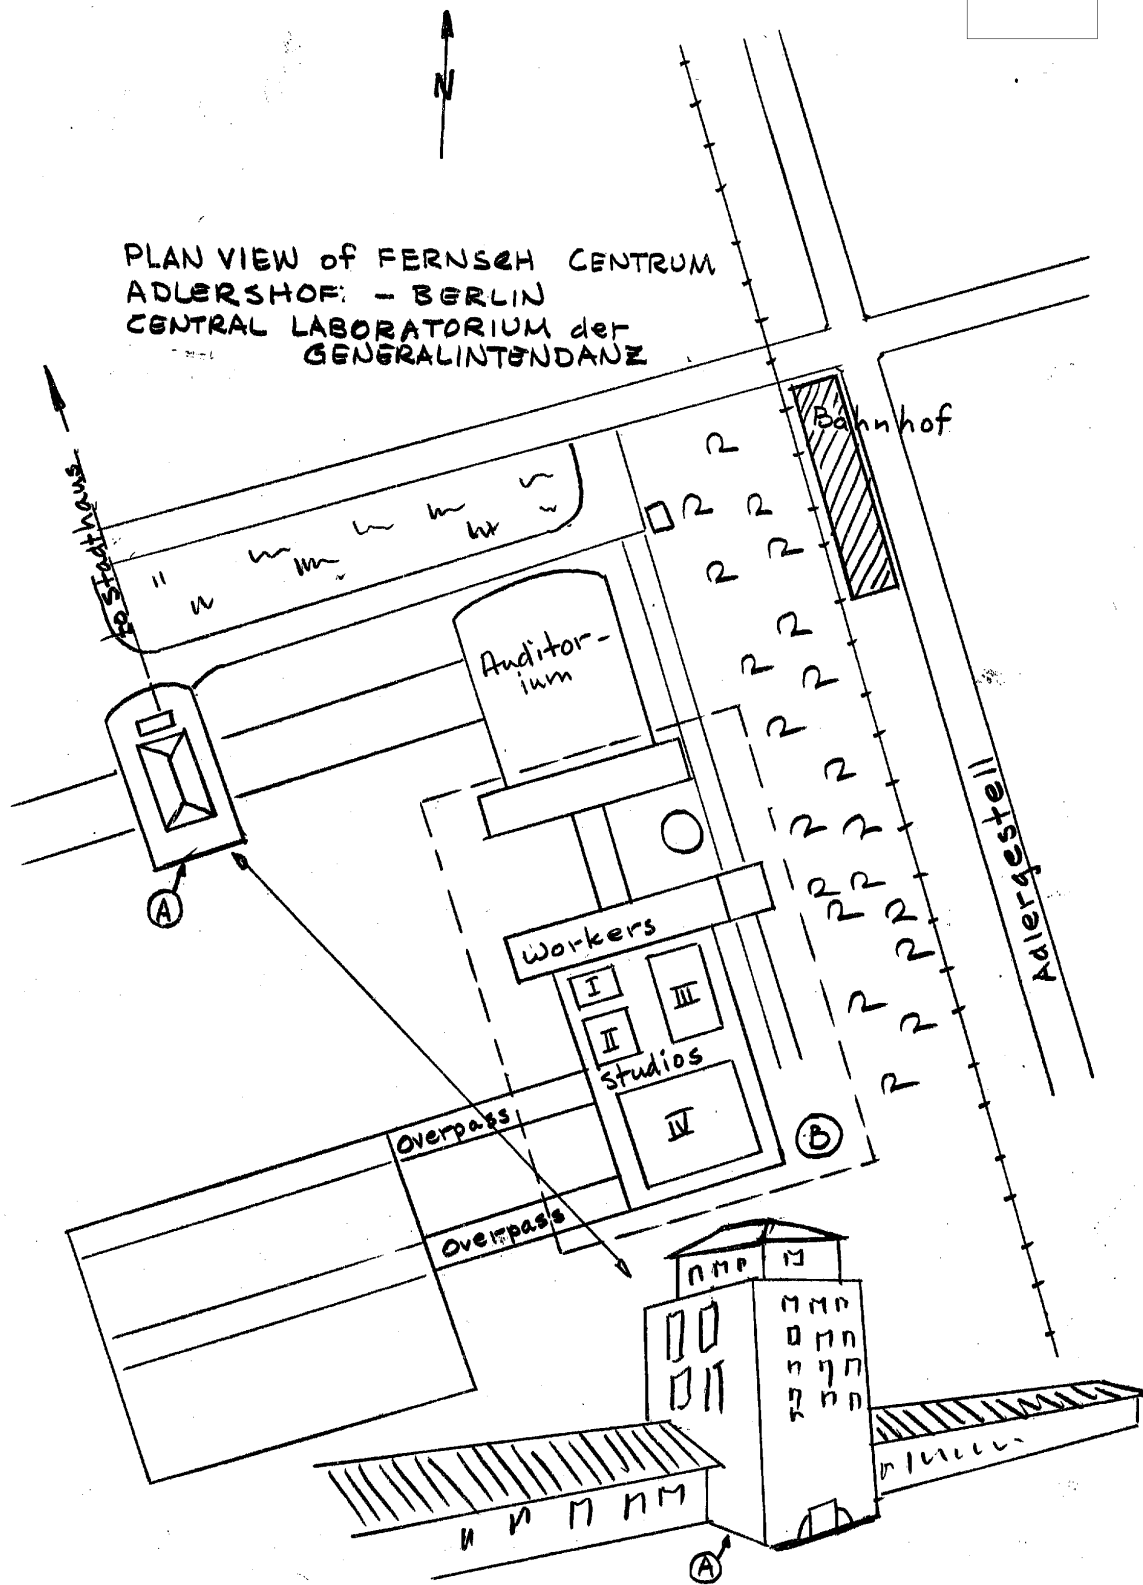 N
PLAN VIEW of FERNSEH CENTRUM
ADLERSHOF: - BERLIN
CENTRAL LABORATORIUM der
GENERALINTENDANZ
Bahnhof
to Stadthaus
Auditor-
ium
Adlergestell
A
Workers
I
III
II
Studios
IV
B
Overpass
Overpass
A